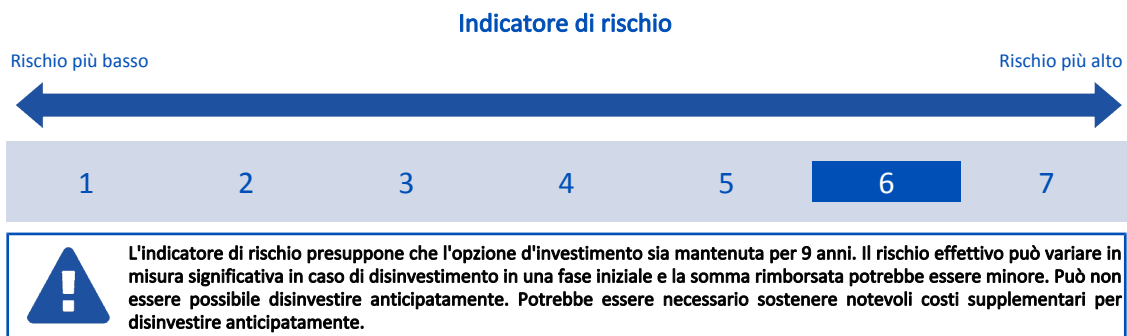 Indicatore di rischio
Rischio più basso
Rischio più alto
1 2 3 4 5 6 7
L'indicatore di rischio presuppone che l'opzione d'investimento sia mantenuta per 9 anni. Il rischio effettivo può variare in
misura significativa in caso di disinvestimento in una fase iniziale e la somma rimborsata potrebbe essere minore. Può non
essere possibile disinvestire anticipatamente. Potrebbe essere necessario sostenere notevoli costi supplementari per
disinvestire anticipatamente.